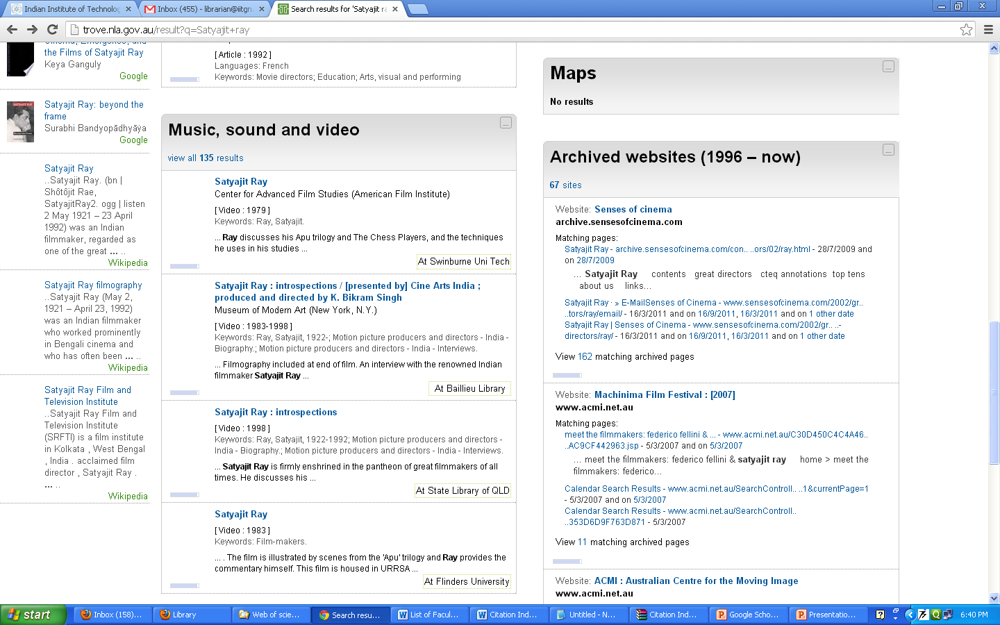 Indian Institute of Technolog
Inbox (455) - librarian@iitgn
Search results for 'Satyajit ra
trove.nla.gov.au/result?q=Satyajit+ray
the Films of Satyajit Ray
Keya Ganguly
Google
Satyajit Ray: beyond the
frame
Surabhi Bandyopādhyāẏa
Google
Satyajit Ray
..Satyajit Ray. (bn |
Shôtôjit Rae,
SatyajitRay2. ogg | listen
2 May 1921 – 23 April
1992) was an Indian
filmmaker, regarded as
one of the great ... ..
Wikipedia
Satyajit Ray filmography
..Satyajit Ray (May 2,
1921 – April 23, 1992)
was an Indian filmmaker
who worked prominently
in Bengali cinema and
who has often been ... ..
Wikipedia
Satyajit Ray Film and
Television Institute
..Satyajit Ray Film and
Television Institute
(SRFTI) is a film institute
in Kolkata , West Bengal
, India . acclaimed film
director , Satyajit Ray .
... ..
Wikipedia
[ Article : 1992 ]
Languages: French
Keywords: Movie directors; Education; Arts, visual and performing
Music, sound and video
view all 135 results
Satyajit Ray
Center for Advanced Film Studies (American Film Institute)
[ Video : 1979 ]
Keywords: Ray, Satyajit.
... Ray discusses his Apu trilogy and The Chess Players, and the techniques
he uses in his studies ...
At Swinburne Uni Tech
Satyajit Ray : introspections / [presented by] Cine Arts India ;
produced and directed by K. Bikram Singh
Museum of Modern Art (New York, N.Y.)
[ Video : 1983-1998 ]
Keywords: Ray, Satyajit, 1922-; Motion picture producers and directors - India -
Biography.; Motion picture producers and directors - India - Interviews.
... Filmography included at end of film. An interview with the renowned Indian
filmmaker Satyajit Ray ...
At Baillieu Library
Satyajit Ray : introspections
[ Video : 1998 ]
Keywords: Ray, Satyajit, 1922-1992; Motion picture producers and directors -
India - Biography.; Motion picture producers and directors - India - Interviews.
... Satyajit Ray is firmly enshrined in the pantheon of great filmmakers of all
times. He discusses his ...
At State Library of QLD
Satyajit Ray
[ Video : 1983 ]
Keywords: Film-makers.
... . The film is illustrated by scenes from the 'Apu' trilogy and Ray provides the
commentary himself. This film is housed in URRSA ...
At Flinders University
Maps
No results
Archived websites (1996 – now)
67 sites
Website: Senses of cinema
archive.sensesofcinema.com
Matching pages:
Satyajit Ray - archive.sensesofcinema.com/con.. ..ors/02/ray.html - 28/7/2009 and
on 28/7/2009
... Satyajit Ray contents great directors cteq annotations top tens
about us links...
Satyajit Ray · » E-MailSenses of Cinema - www.sensesofcinema.com/2002/gr..
..tors/ray/email/ - 16/3/2011 and on 16/9/2011, 16/3/2011 and on 1 other date
Satyajit Ray | Senses of Cinema - www.sensesofcinema.com/2002/gr.. ..-
directors/ray/ - 16/3/2011 and on 16/9/2011, 16/3/2011 and on 1 other date
View 162 matching archived pages
Website: Machinima Film Festival : [2007]
www.acmi.net.au
Matching pages:
meet the filmmakers: federico fellini & ... - www.acmi.net.au/C30D450C4C4A46..
..AC9CF442963.jsp - 5/3/2007 and on 5/3/2007
... meet the filmmakers: federico fellini & satyajit ray home > meet the
filmmakers: federico...
Calendar Search Results - www.acmi.net.au/SearchControll.. ..1&currentPage=1
- 5/3/2007 and on 5/3/2007
Calendar Search Results - www.acmi.net.au/SearchControll..
..353D6D9F763D871 - 5/3/2007
View 11 matching archived pages
Website: ACMI : Australian Centre for the Moving Image
www.acmi.net.au
start
Inbox (158)...
Library
Web of scie...
Search resu...
List of Facul...
Citation Ind...
Untitled - N...
Citation Ind...
Google Scho...
Presentatio...
6:40 PM